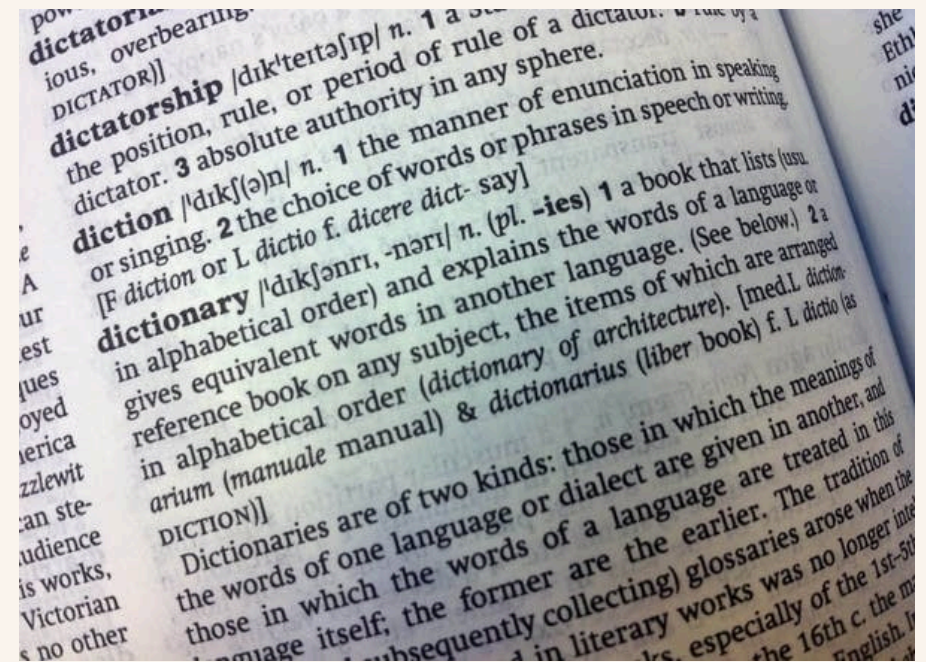 dictatorship /dɪkˈteɪtəʃɪp/ n. 1 a
the position, rule, or period of rule of a dictator.
dictator. 3 absolute authority in any sphere.
diction /ˈdɪkʃ(ə)n/ n. 1 the manner of enunciation in speaking
or singing. 2 the choice of words or phrases in speech or writing.
[F diction or L dictio f. dicere dict- say]
dictionary /ˈdɪkʃənrɪ, -nərɪ/ n. (pl. -ies) 1 a book that lists (usu.
in alphabetical order) and explains the words of a language or
gives equivalent words in another language. (See below.) 2 a
reference book on any subject, the items of which are arranged
in alphabetical order (dictionary of architecture). [med.L diction-
arium (manuale manual) & dictionarius (liber book) f. L dictio (as
DICTION)]
Dictionaries are of two kinds: those in which the meanings of
the words of one language or dialect are given in another, and
those in which the words of a language are treated in this
language itself; the former are the earlier. The tradition of
subsequently collecting) glossaries arose when the
in literary works was no longer
especially of the 1st-5th
the 16th c. the
English.
ious, overbearing.
DICTATOR)]
A
ur
est
ques
oyed
erica
zzlewit
an ste-
udience
is works,
Victorian
s no other
she